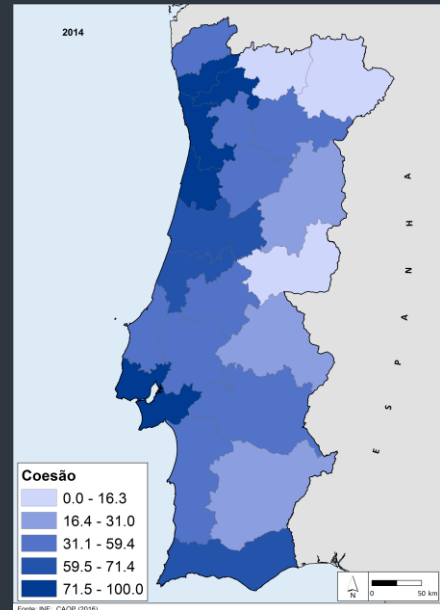 2014
ESPANHA
Coesão
0.0 - 16.3
16.4 - 31.0
31.1 - 59.4
59.5 - 71.4
71.5 - 100.0
N
0 50 km
Fonte: INE; CAOP (2016)